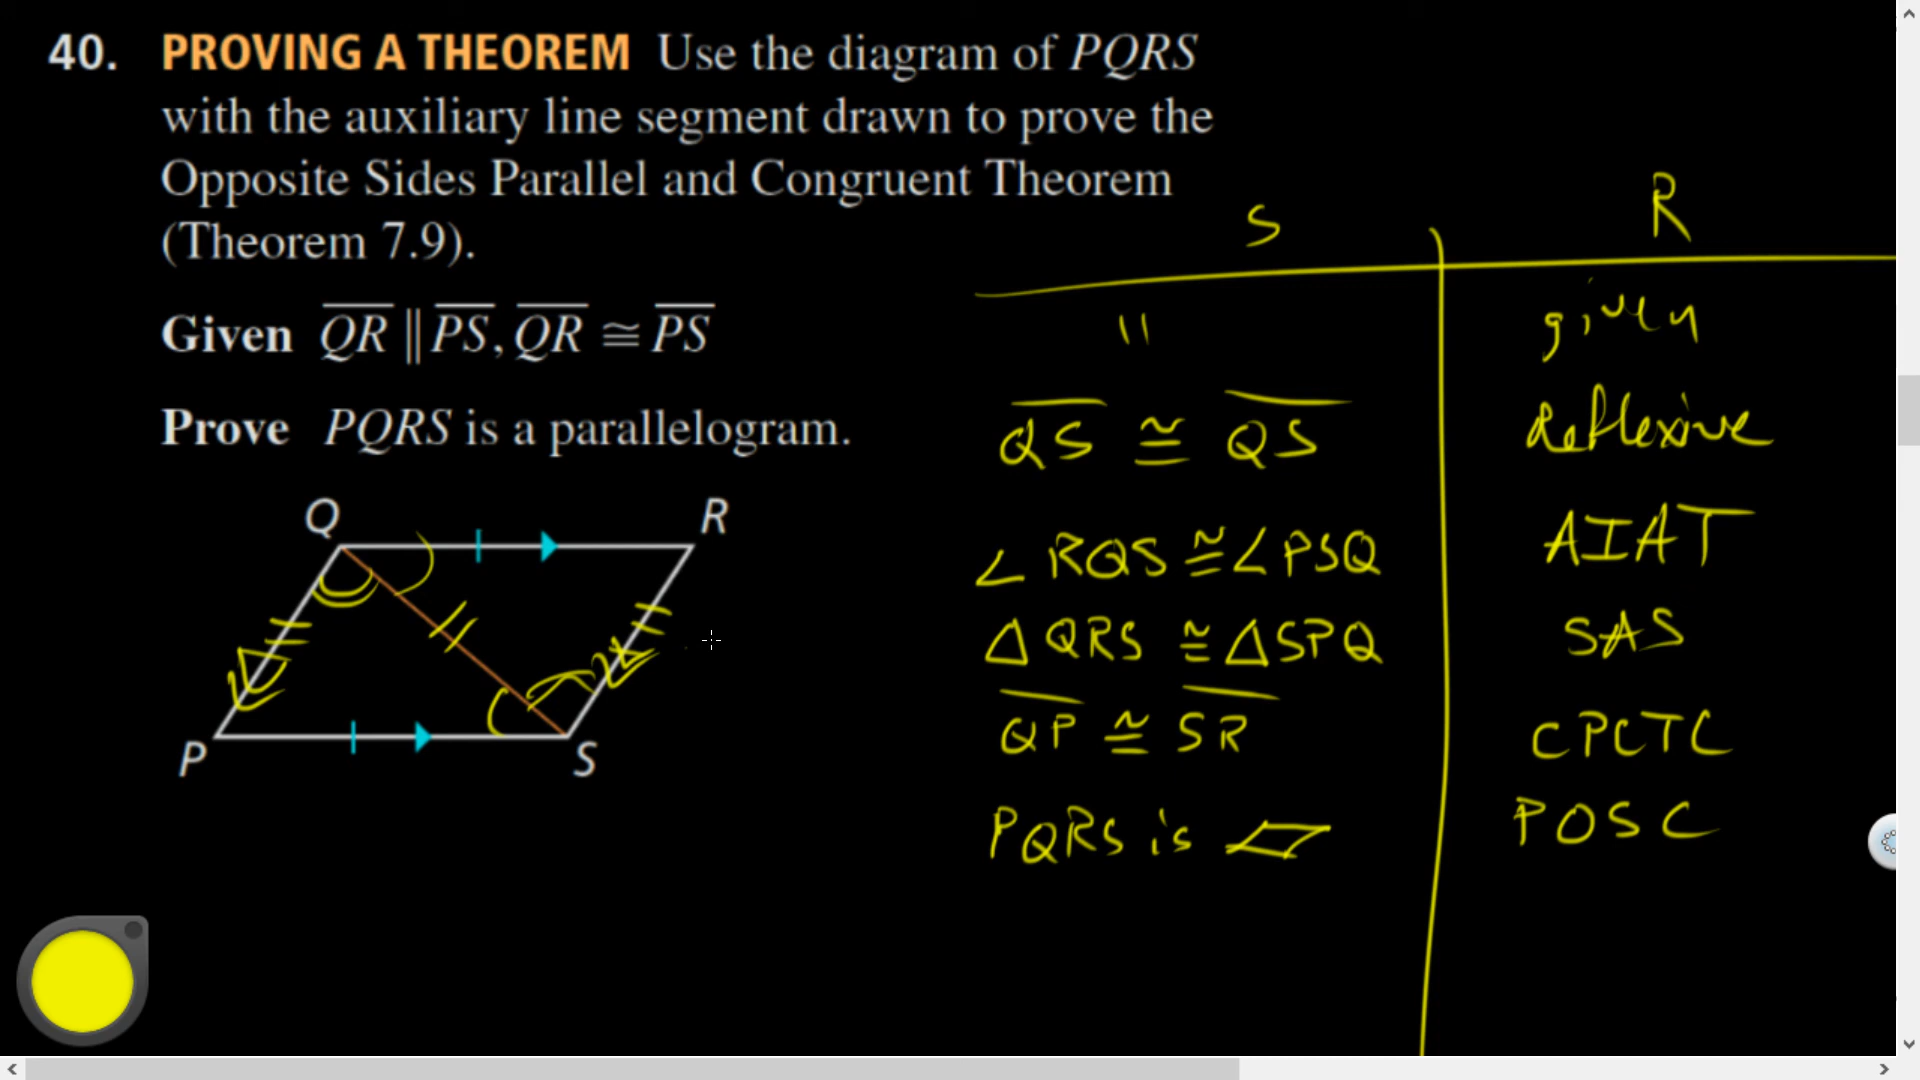 40. PROVING A THEOREM Use the diagram of PQRS
with the auxiliary line segment drawn to prove the
Opposite Sides Parallel and Congruent Theorem
(Theorem 7.9).
Given QR ∥ PS, QR ≅ PS
Prove PQRS is a parallelogram.
Q
R
P
S
S R
" given
QS ≅ QS Reflexive
∠ RQS ≅ ∠ PSQ AIAT
△ QRS ≅ △ SPQ SAS
QP ≅ SR CPCTC
PQRS is ▱ POSC